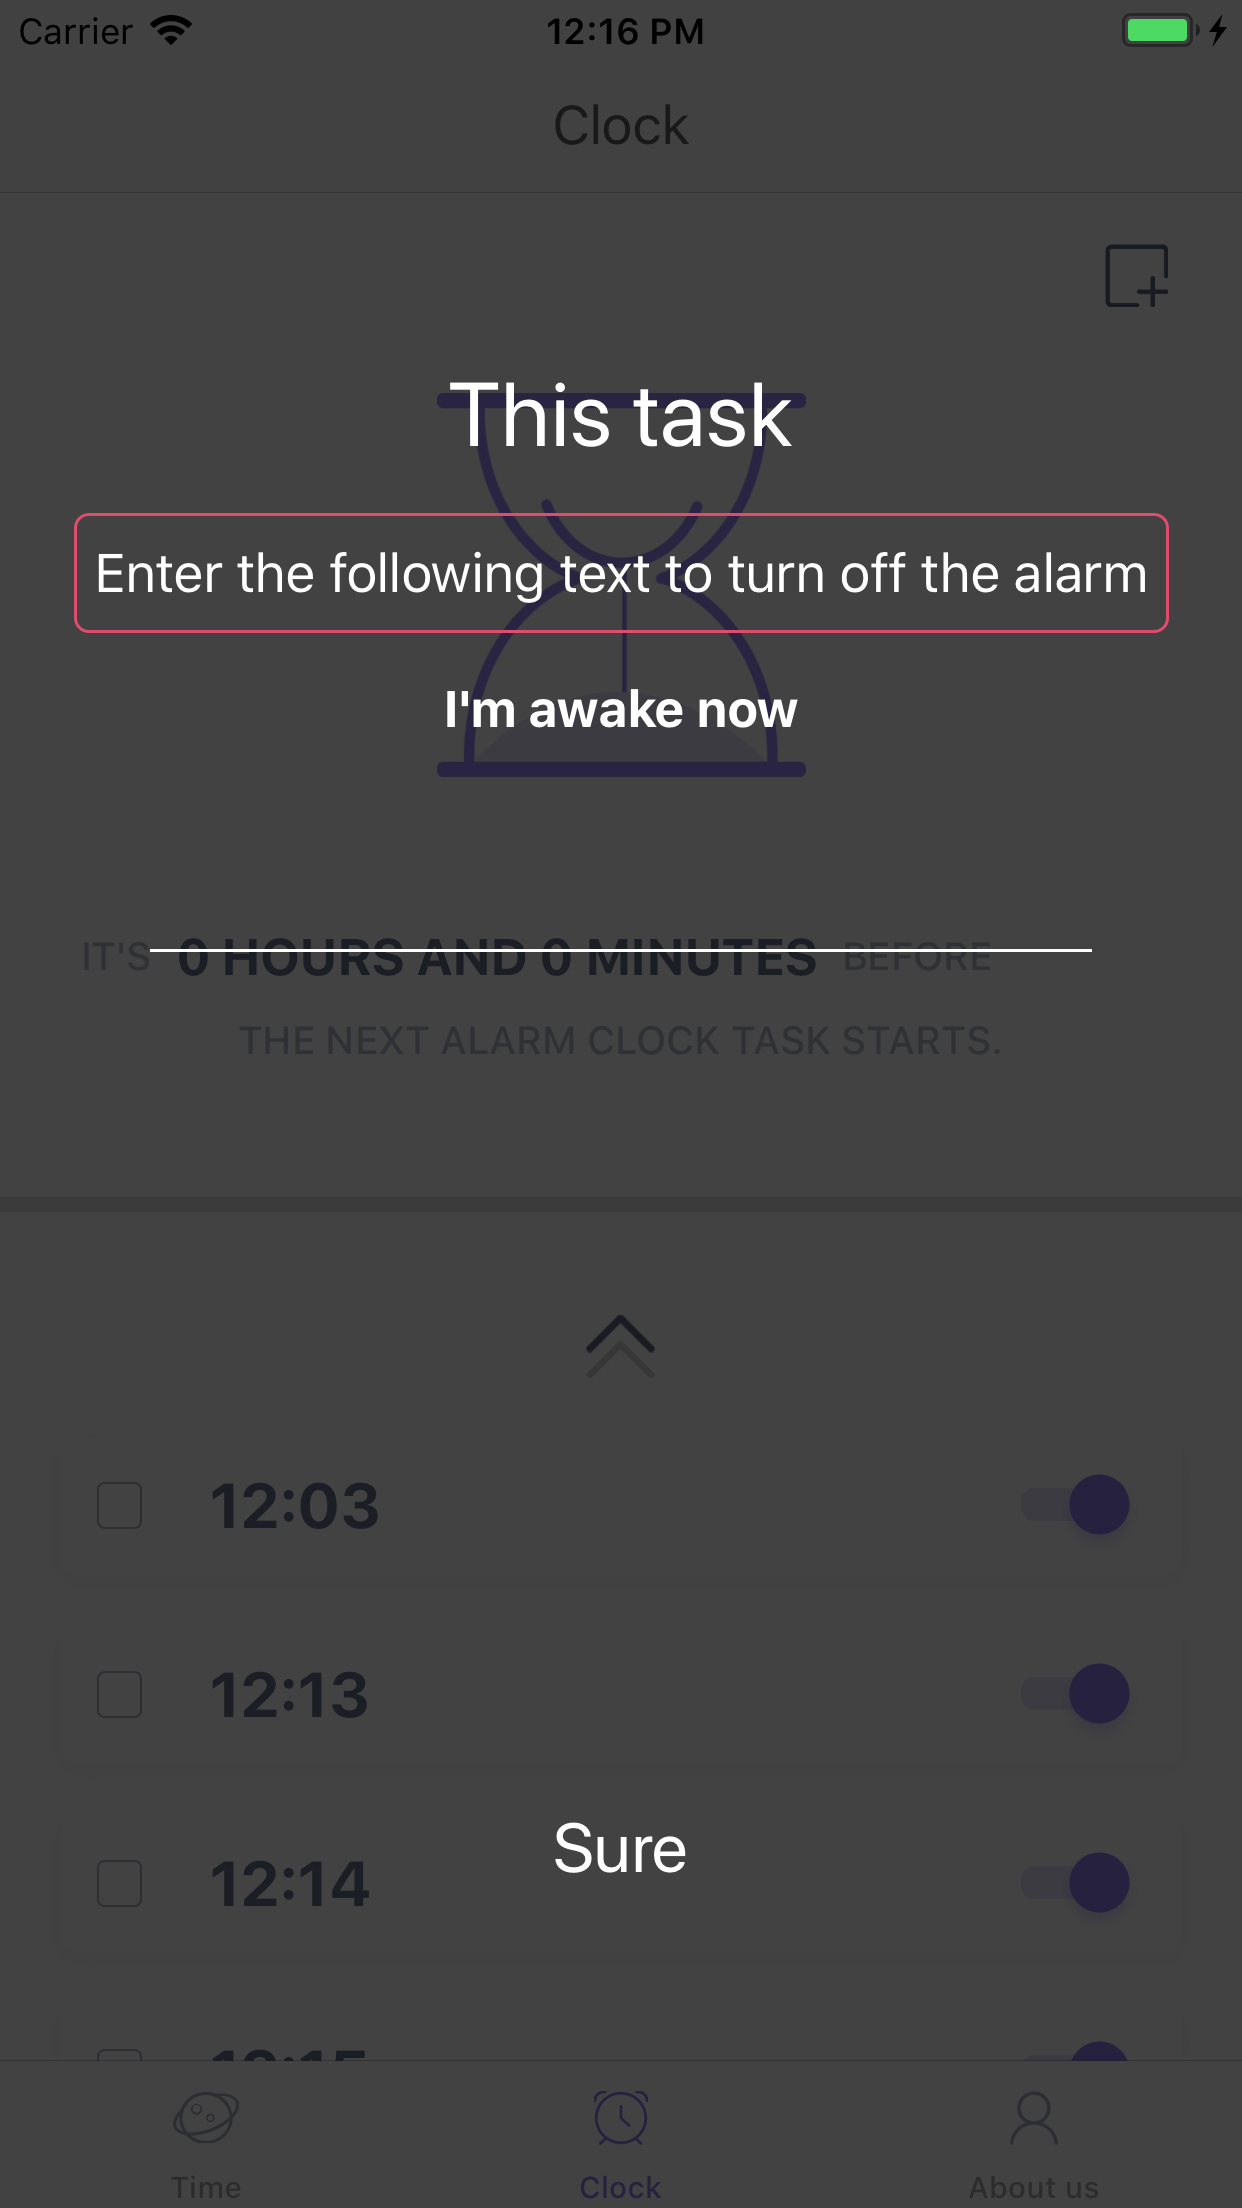 Carrier 12:16 PM
Clock
This task
Enter the following text to turn off the alarm
I'm awake now
IT'S 0 HOURS AND 0 MINUTES BEFORE
THE NEXT ALARM CLOCK TASK STARTS.
12:03
12:13
Sure
12:14
12:15
Time Clock About us